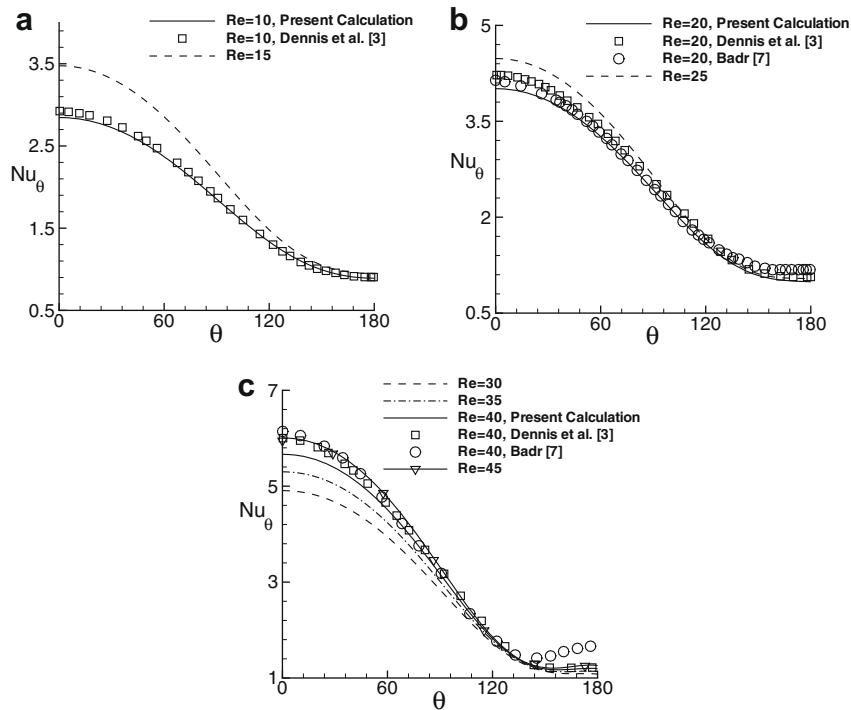 a
Re=10, Present Calculation
Re=10, Dennis et al. [3]
Re=15
3.5
2.5
1.5
0.5
Nuθ
0
60
120
180
θ
b
Re=20, Present Calculation
Re=20, Dennis et al. [3]
Re=20, Badr [7]
Re=25
5
3.5
2
0.5
Nuθ
0
60
120
180
θ
c
Re=30
Re=35
Re=40, Present Calculation
Re=40, Dennis et al. [3]
Re=40, Badr [7]
Re=45
7
5
3
1
Nuθ
0
60
120
180
θ